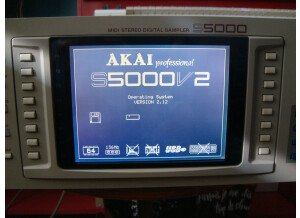 MIDI STEREO DIGITAL SAMPLER S5000
AKAI professional
S5000V2
Operating System
VERSION 2.12
64
USB